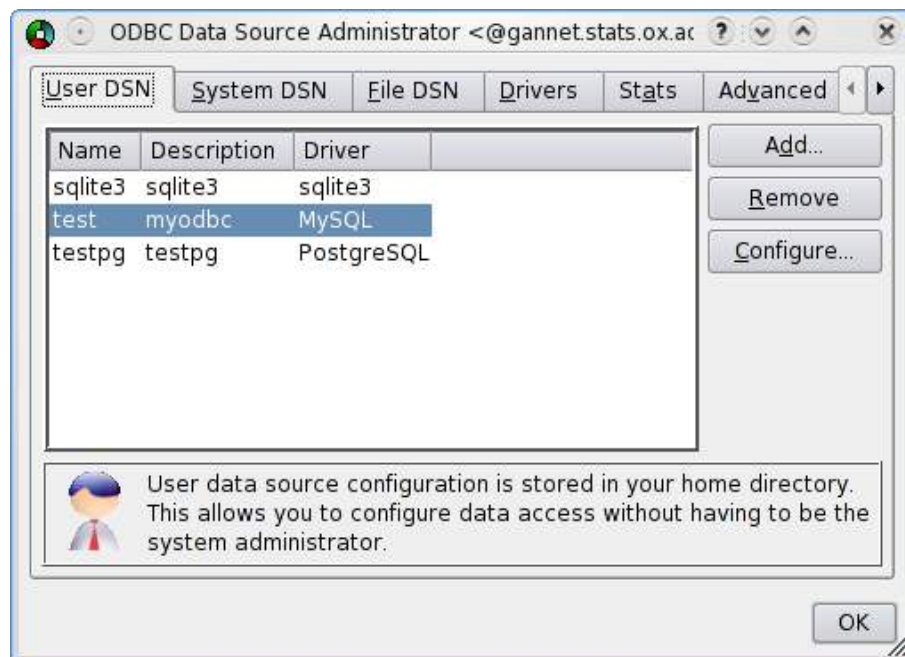 ODBC Data Source Administrator <@gannet.stats.ox.ac
User DSN System DSN File DSN Drivers Stats Advanced
Name Description Driver
sqlite3 sqlite3 sqlite3
test myodbc MySQL
testpg testpg PostgreSQL
Add...
Remove
Configure...
User data source configuration is stored in your home directory.
This allows you to configure data access without having to be the
system administrator.
OK